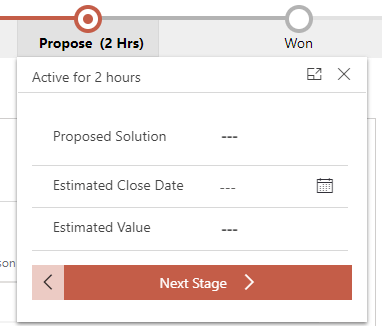 Propose (2 Hrs)
Won
Active for 2 hours
Proposed Solution ---
Estimated Close Date ---
Estimated Value ---
son
Next Stage